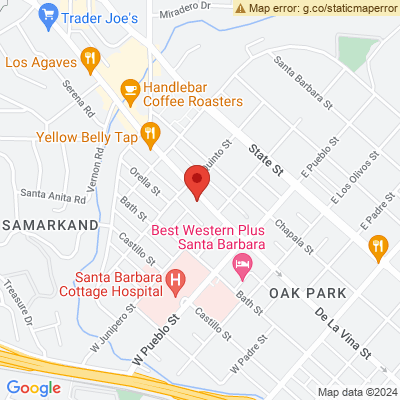 Map error: g.co/staticmaperror
Miradero Dr
Trader Joe's
Los Agaves
Serena Rd
Handlebar
Coffee Roasters
Santa Barbara St
Yellow Belly Tap
Quinto St
State St
E Pueblo St
E Los Olivos St
Vernon Rd
Orella St
Santa Anita Rd
Bath St
E Padre St
SAMARKAND
Castillo St
Best Western Plus
Santa Barbara
Chapala St
Santa Barbara
Cottage Hospital
H
Treasure Dr
OAK PARK
Bath St
W Junipero St
W Pueblo St
Castillo St
W Padre St
De La Vina St
Google
Map data ©2024